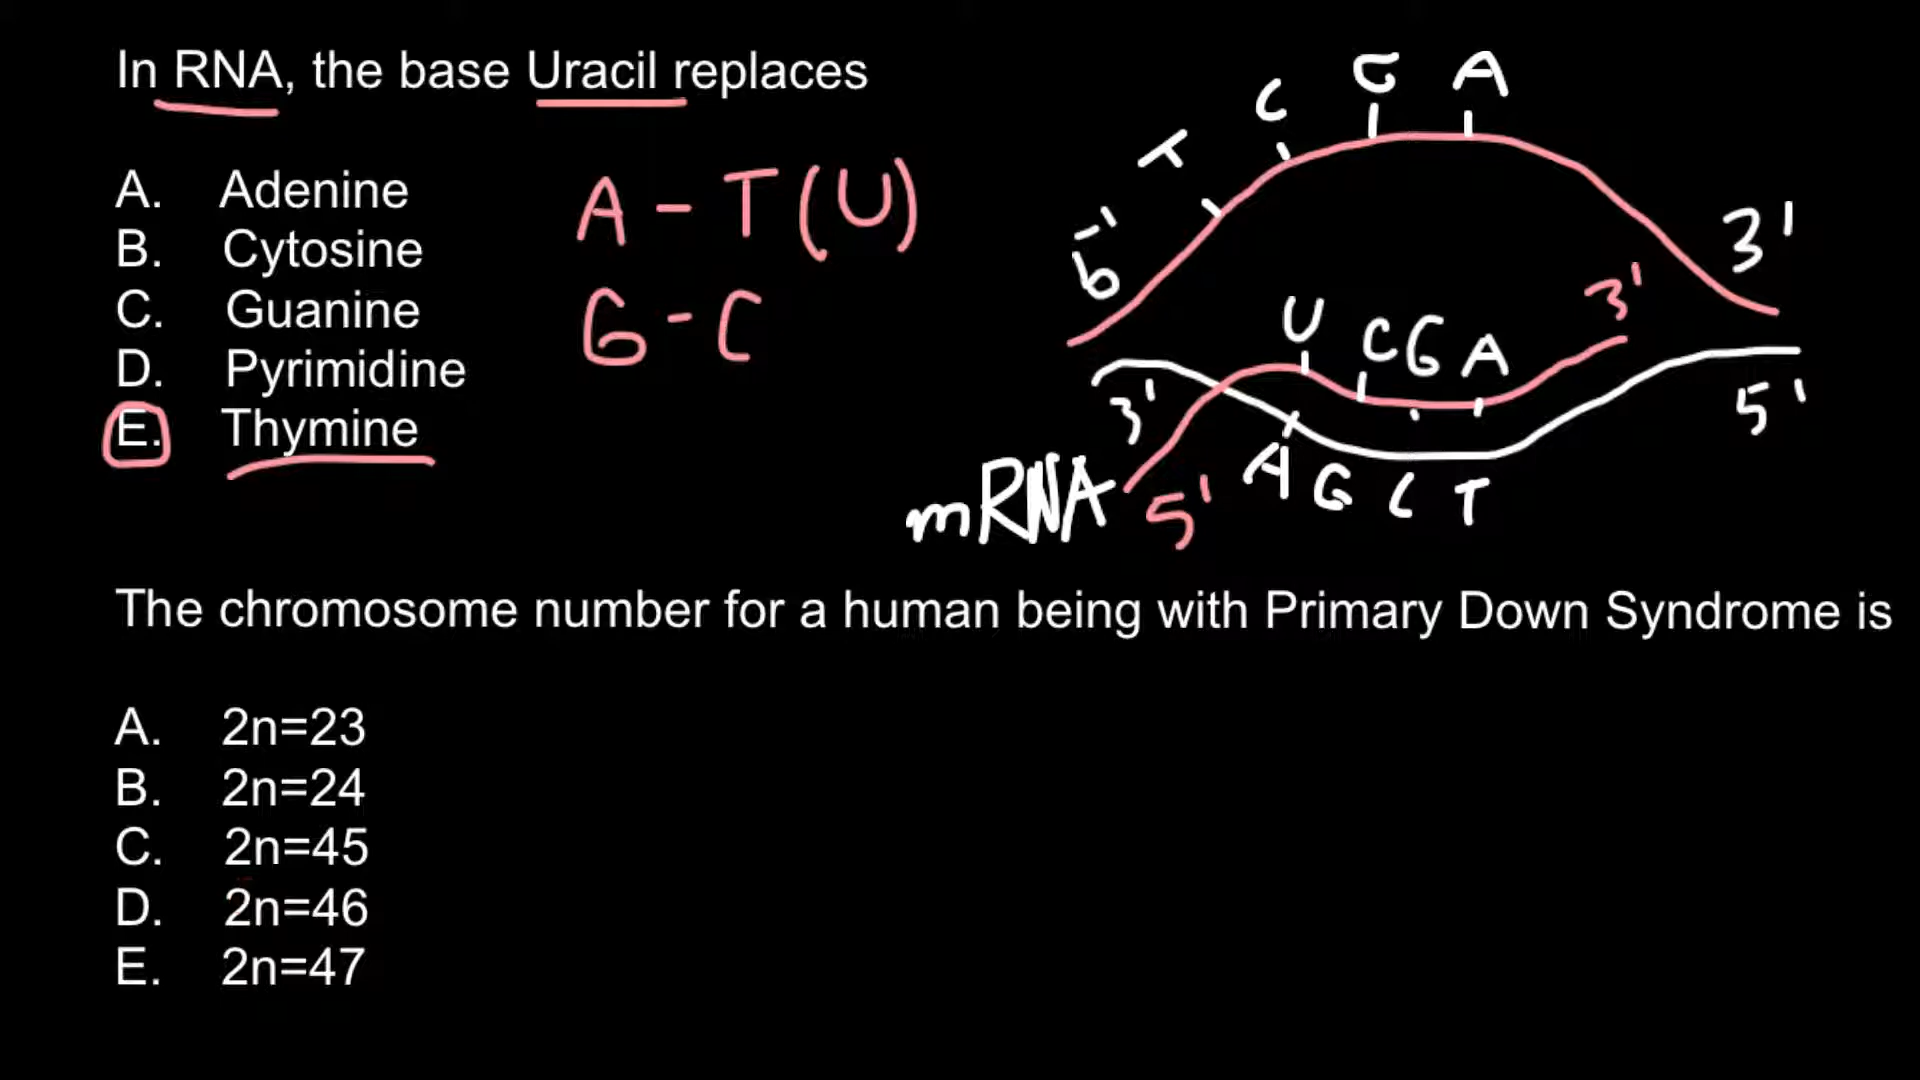 In RNA, the base Uracil replaces
A. Adenine
B. Cytosine
C. Guanine
D. Pyrimidine
E. Thymine
A - T (U)
G - C
T C G A
5' 3'
U C G A 3'
3' 5'
mRNA 5' A G C T
The chromosome number for a human being with Primary Down Syndrome is
A. 2n=23
B. 2n=24
C. 2n=45
D. 2n=46
E. 2n=47